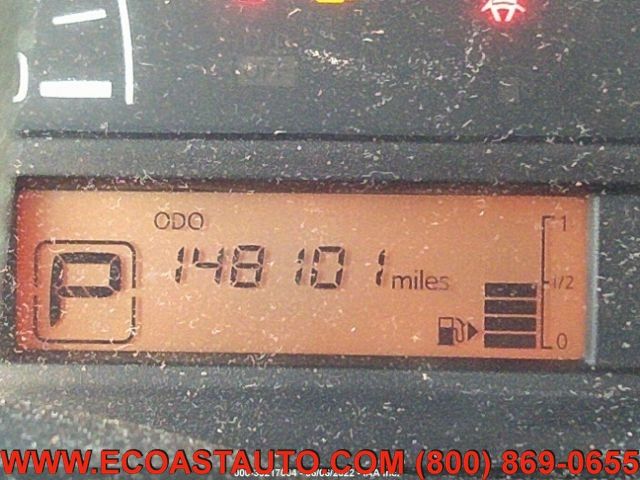 ODO
148101 miles
P
1
1/2
0
WWW.ECOASTAUTO.COM (800) 869-0655